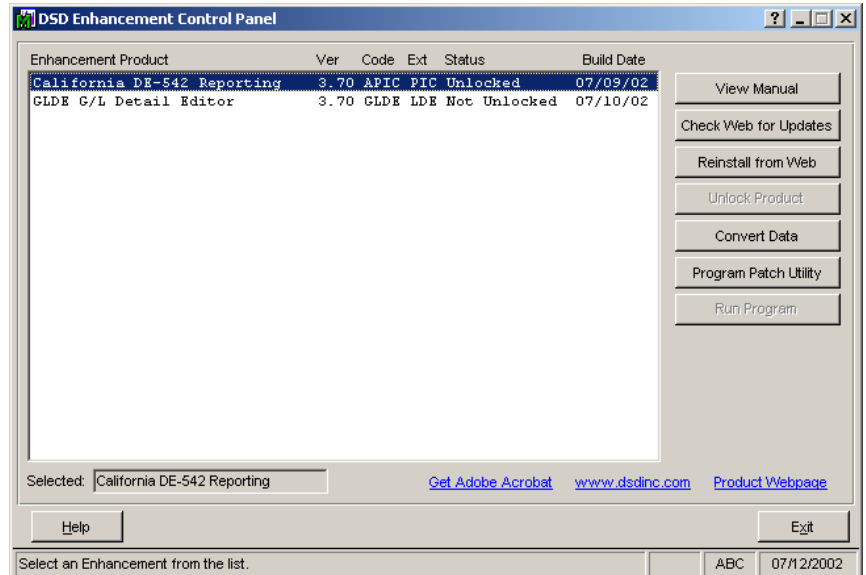 DSD Enhancement Control Panel
Enhancement Product Ver Code Ext Status Build Date
California DE-542 Reporting 3.70 APIC PIC Unlocked 07/09/02
GLDE G/L Detail Editor 3.70 GLDE LDE Not Unlocked 07/10/02
View Manual
Check Web for Updates
Reinstall from Web
Unlock Product
Convert Data
Program Patch Utility
Run Program
Selected: California DE-542 Reporting Get Adobe Acrobat www.dsdinc.com Product Webpage
Help Exit
Select an Enhancement from the list. ABC 07/12/2002